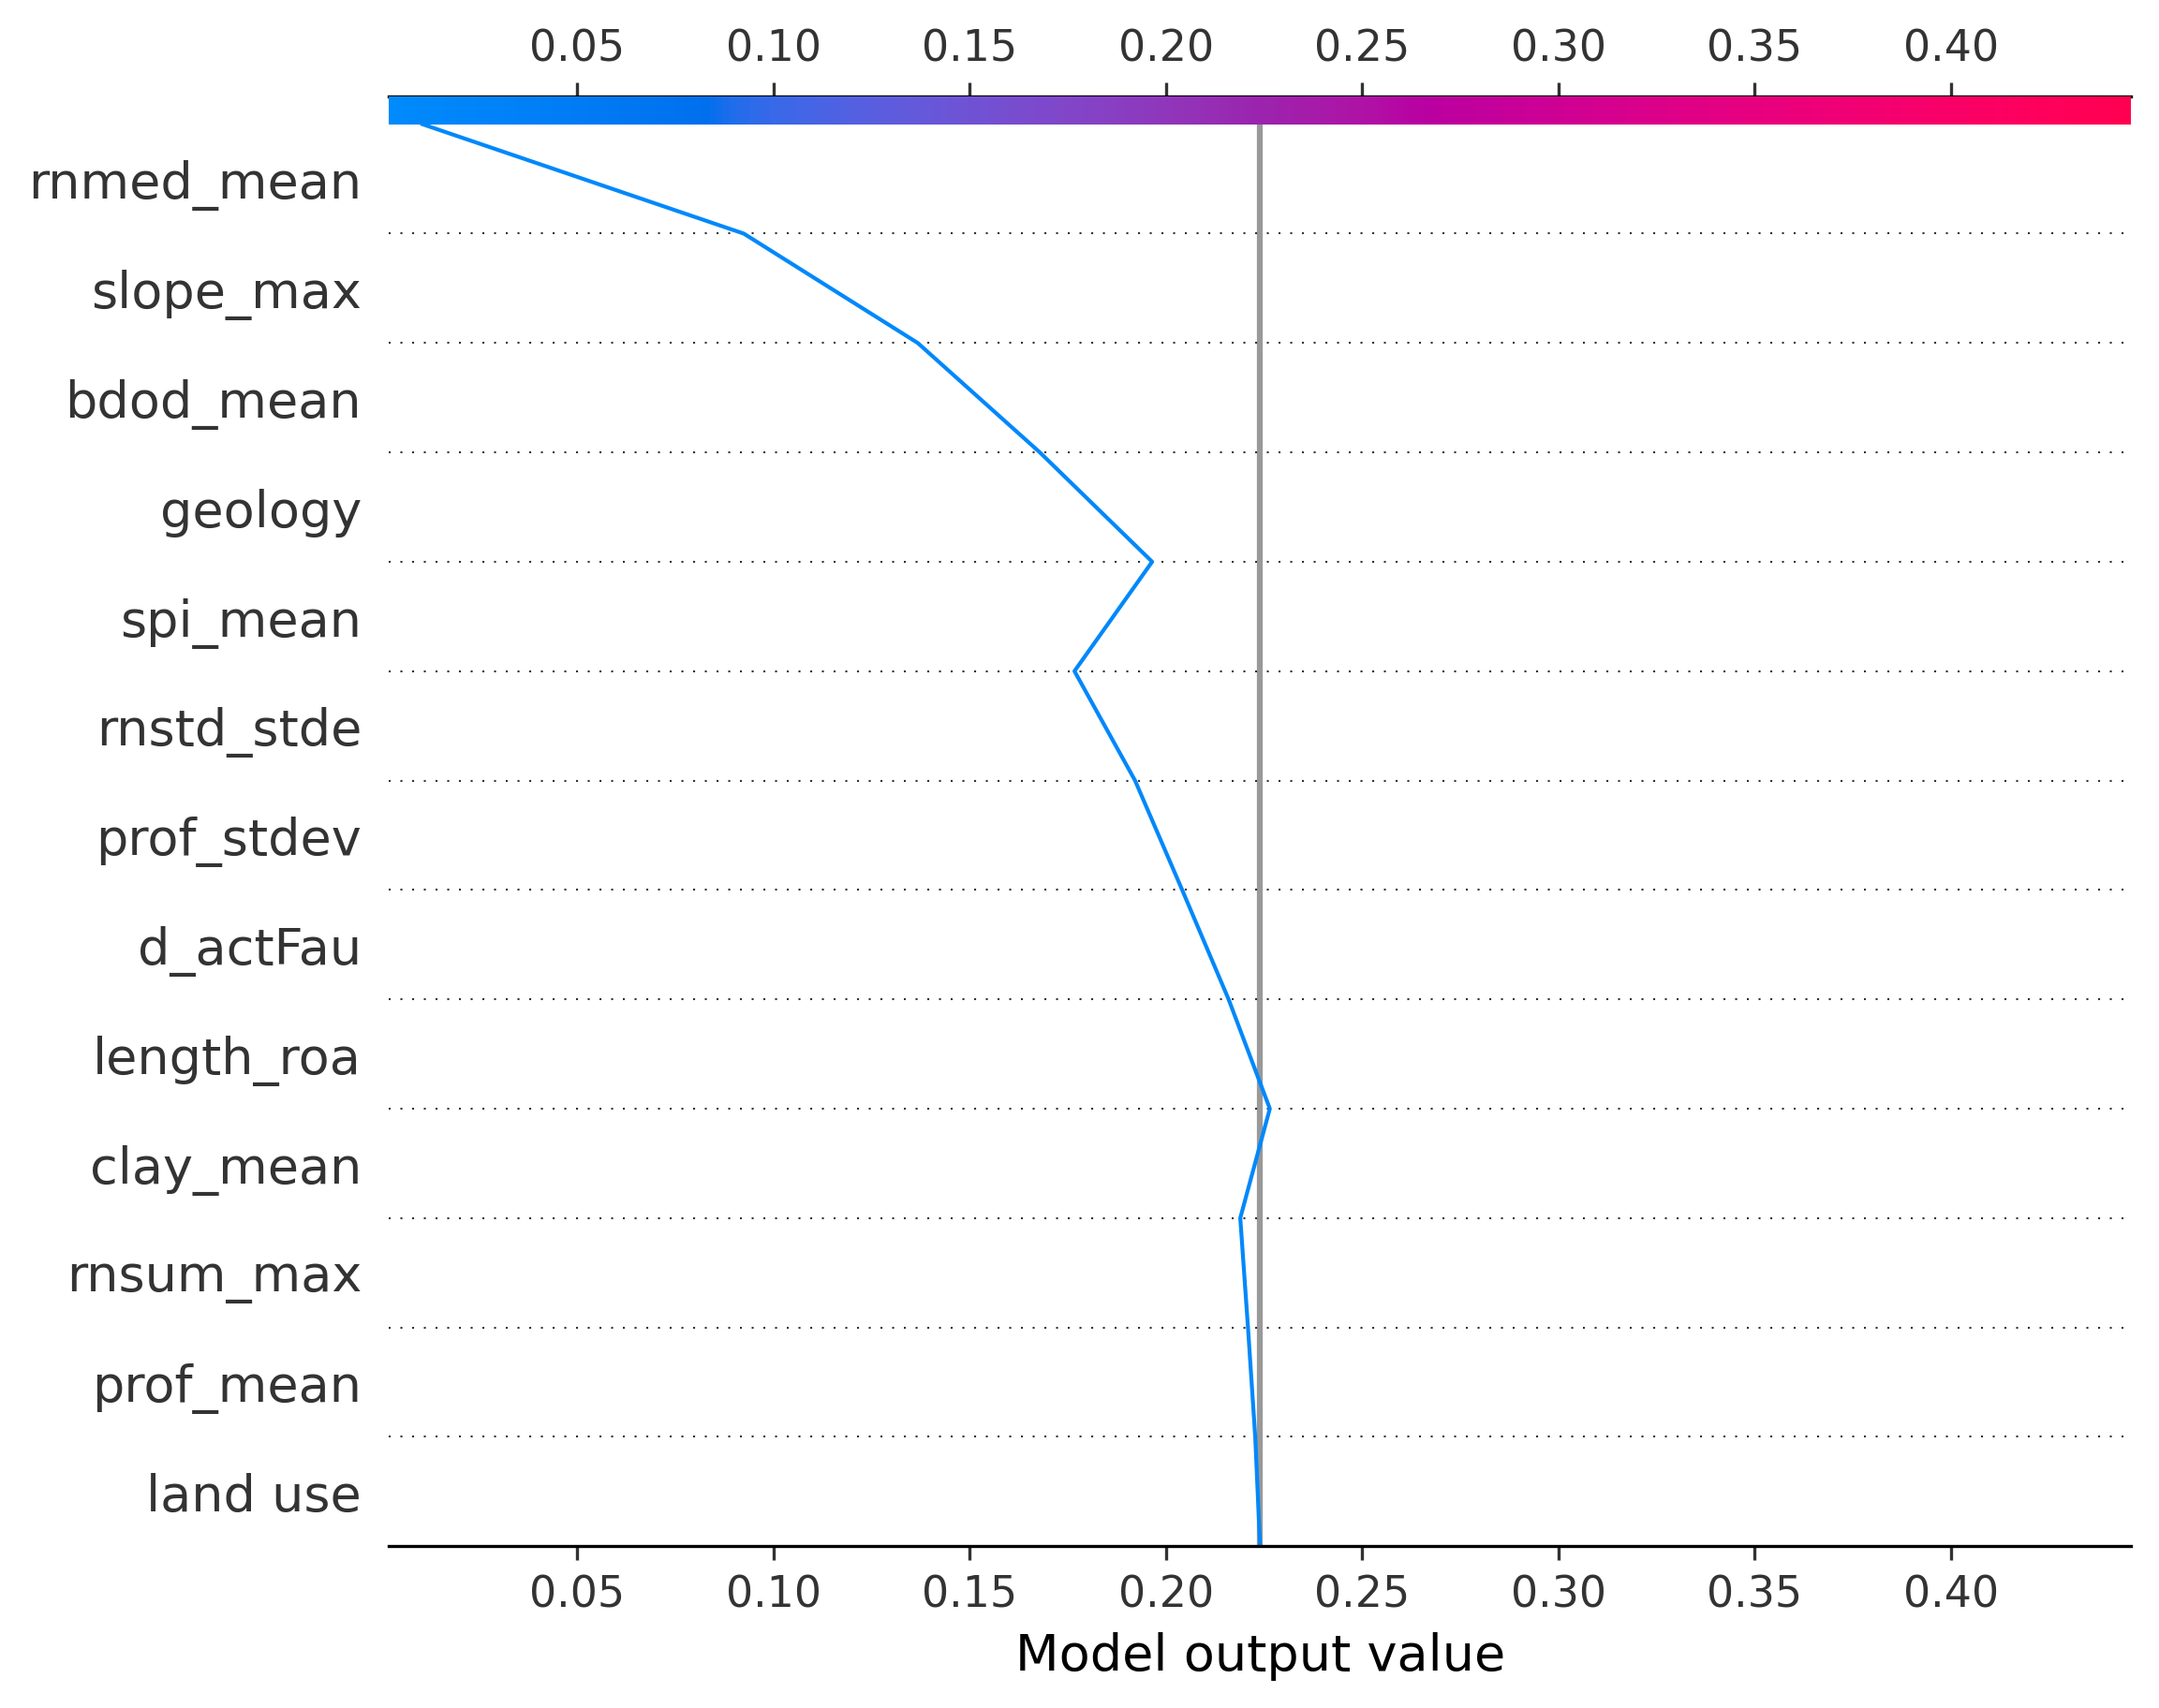 0.05 0.10 0.15 0.20 0.25 0.30 0.35 0.40
rnmed_mean
slope_max
bdod_mean
geology
spi_mean
rnstd_stde
prof_stdev
d_actFau
length_roa
clay_mean
rnsum_max
prof_mean
land use
0.05 0.10 0.15 0.20 0.25 0.30 0.35 0.40
Model output value